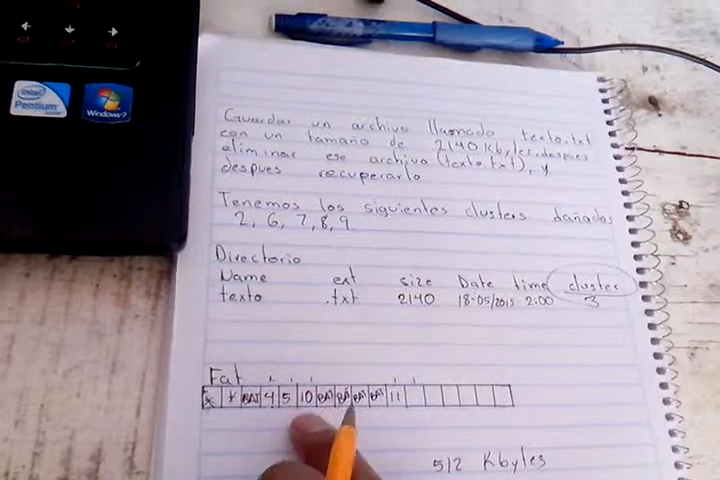 intel
Pentium
Windows 7
Guardar un archivo llamado texto.txt
con un tamaño de 2140 Kbytes, despues
eliminar ese archivo (texto.txt), y
despues recuperarlo
Tenemos los siguientes clusters dañados
2, 6, 7, 8, 9.
Directorio
Name ext size Date time cluster
texto .txt 2140 18-05/2015 2:00 3
Fat
BAT 4 5 10 BAT BAT BAT BAT 11
512 Kbytes